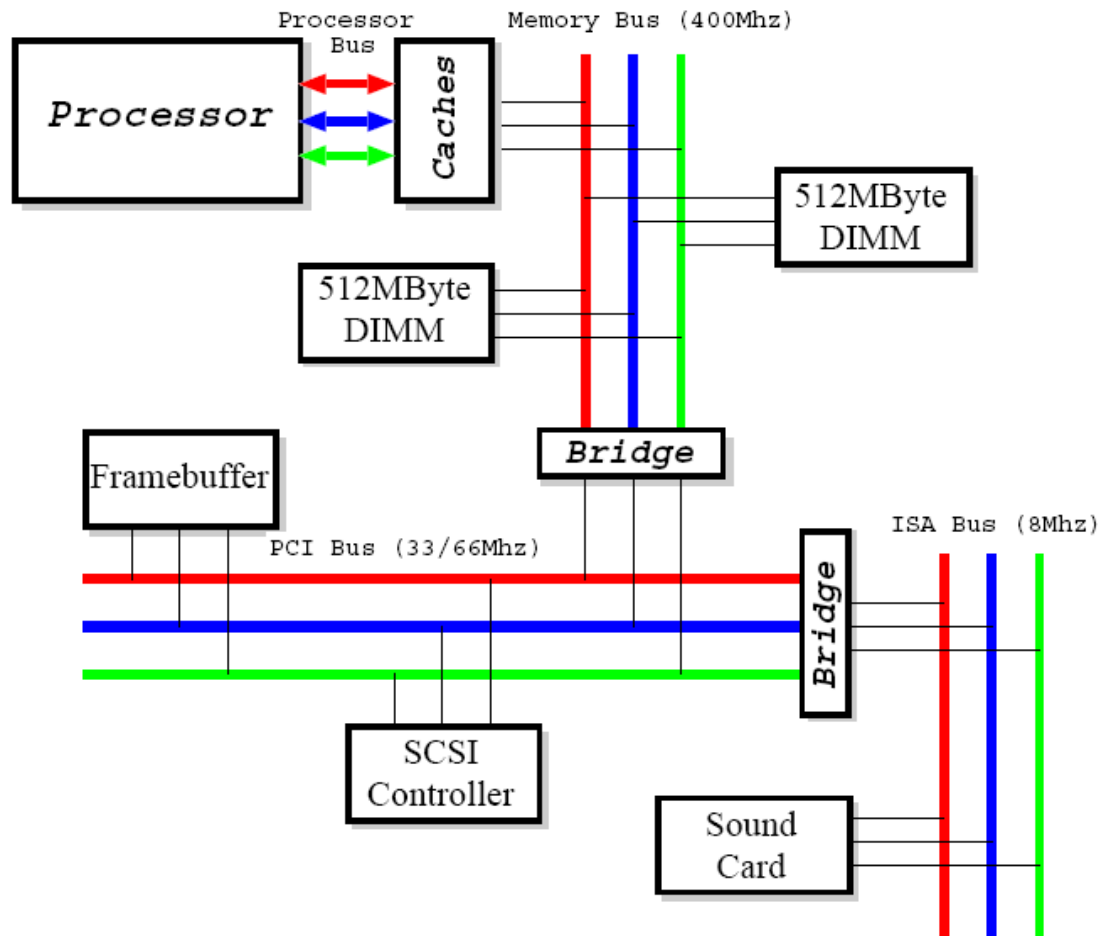 Processor
Bus
Memory Bus (400Mhz)
Processor
Caches
512MByte
DIMM
512MByte
DIMM
Bridge
Framebuffer
PCI Bus (33/66Mhz)
ISA Bus (8Mhz)
Bridge
SCSI
Controller
Sound
Card